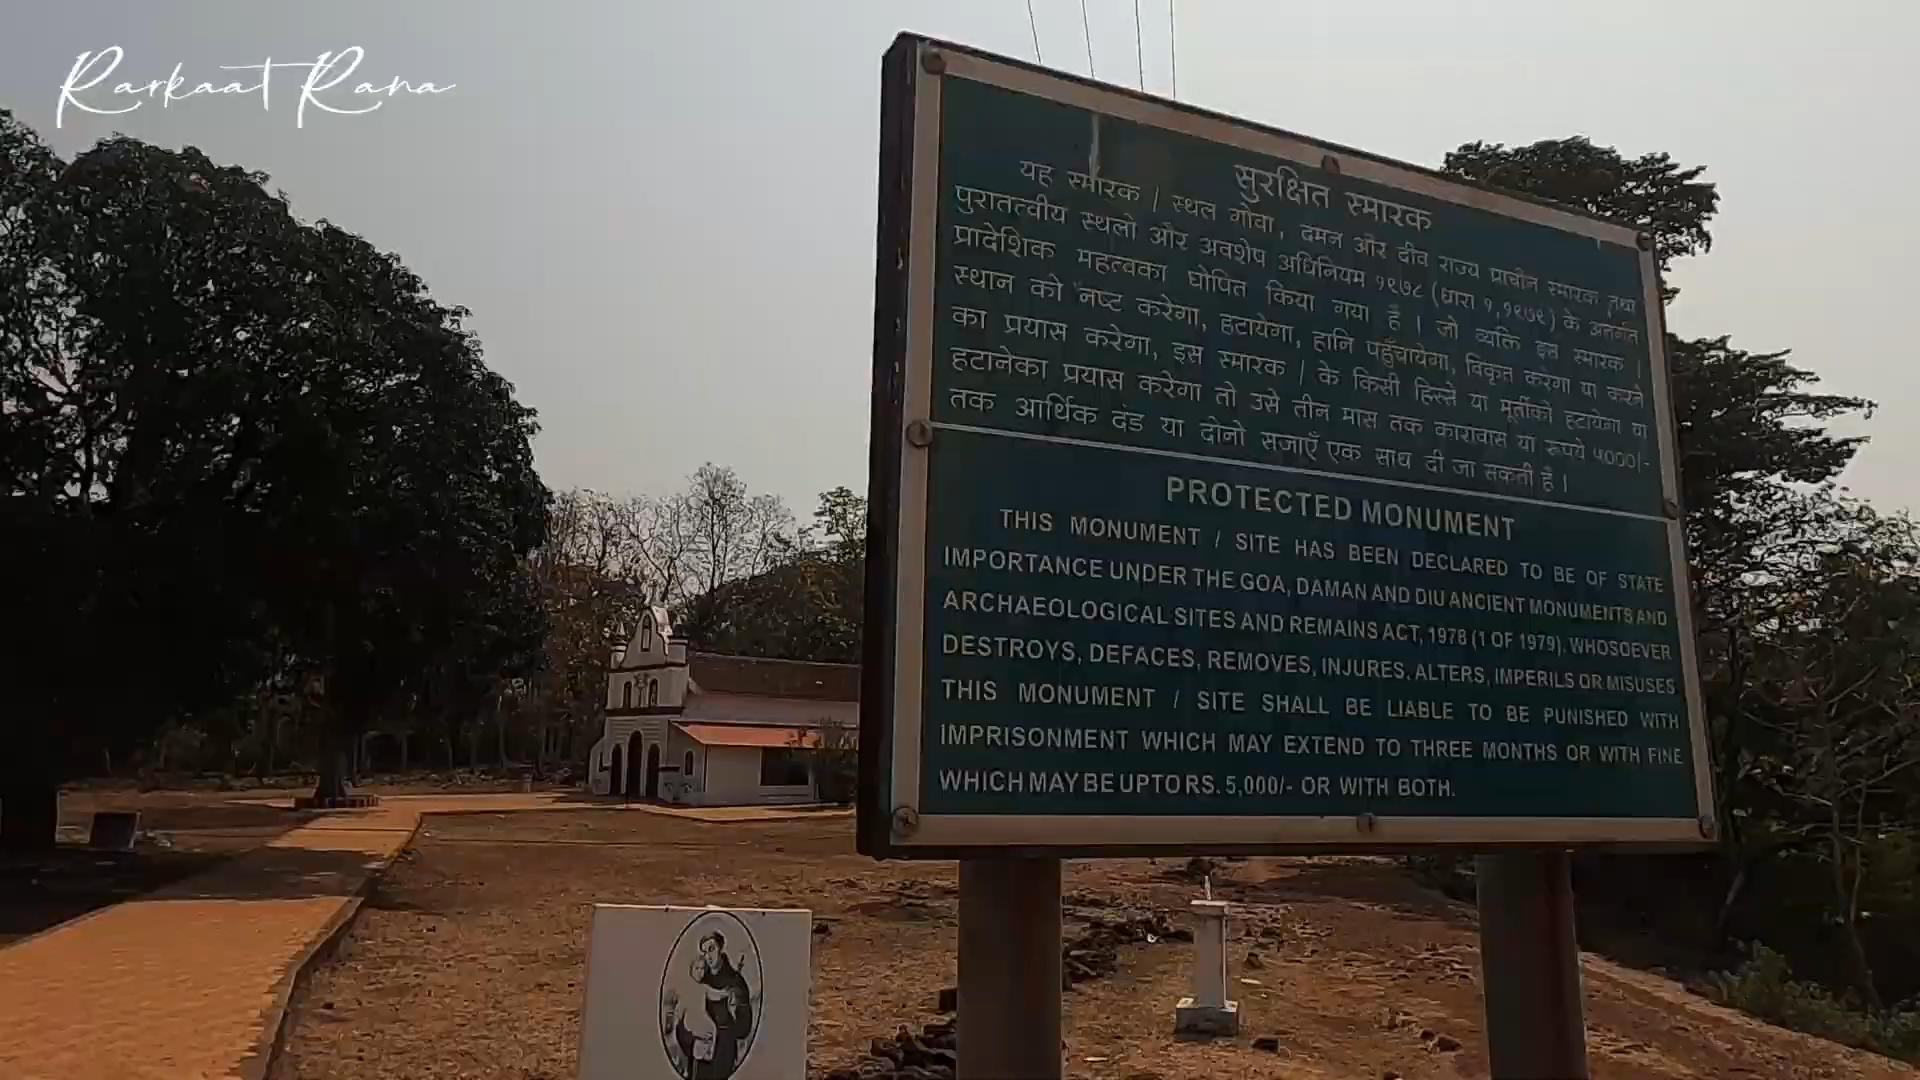 Rarkaat Rana
सुरक्षित स्मारक
यह स्मारक / स्थल गोवा, दमन और दीव राज्य प्राचीन स्मारक तथा
पुरातत्वीय स्थलो और अवशेष अधिनियम १९७८ (धारा १,१९७९) के अतर्गत
प्रादेशिक महत्वका घोषित किया गया है । जो व्यक्ति इस स्मारक /
स्थान को नष्ट करेगा, हटायेगा, हानि पहुँचायेगा, विकृत करेगा या करने
का प्रयास करेगा, इस स्मारक / के किसी हिस्से या मूर्तीको हटायेगा या
हटानेका प्रयास करेगा तो उसे तीन मास तक कारावास या रूपये ५०००/-
तक आर्थिक दंड या दोनो सजाएँ एक साथ दी जा सकती है ।
PROTECTED MONUMENT
THIS MONUMENT / SITE HAS BEEN DECLARED TO BE OF STATE
IMPORTANCE UNDER THE GOA, DAMAN AND DIU ANCIENT MONUMENTS AND
ARCHAEOLOGICAL SITES AND REMAINS ACT, 1978 (1 OF 1979). WHOSOEVER
DESTROYS, DEFACES, REMOVES, INJURES, ALTERS, IMPERILS OR MISUSES
THIS MONUMENT / SITE SHALL BE LIABLE TO BE PUNISHED WITH
IMPRISONMENT WHICH MAY EXTEND TO THREE MONTHS OR WITH FINE
WHICH MAY BE UPTO RS. 5,000/- OR WITH BOTH.